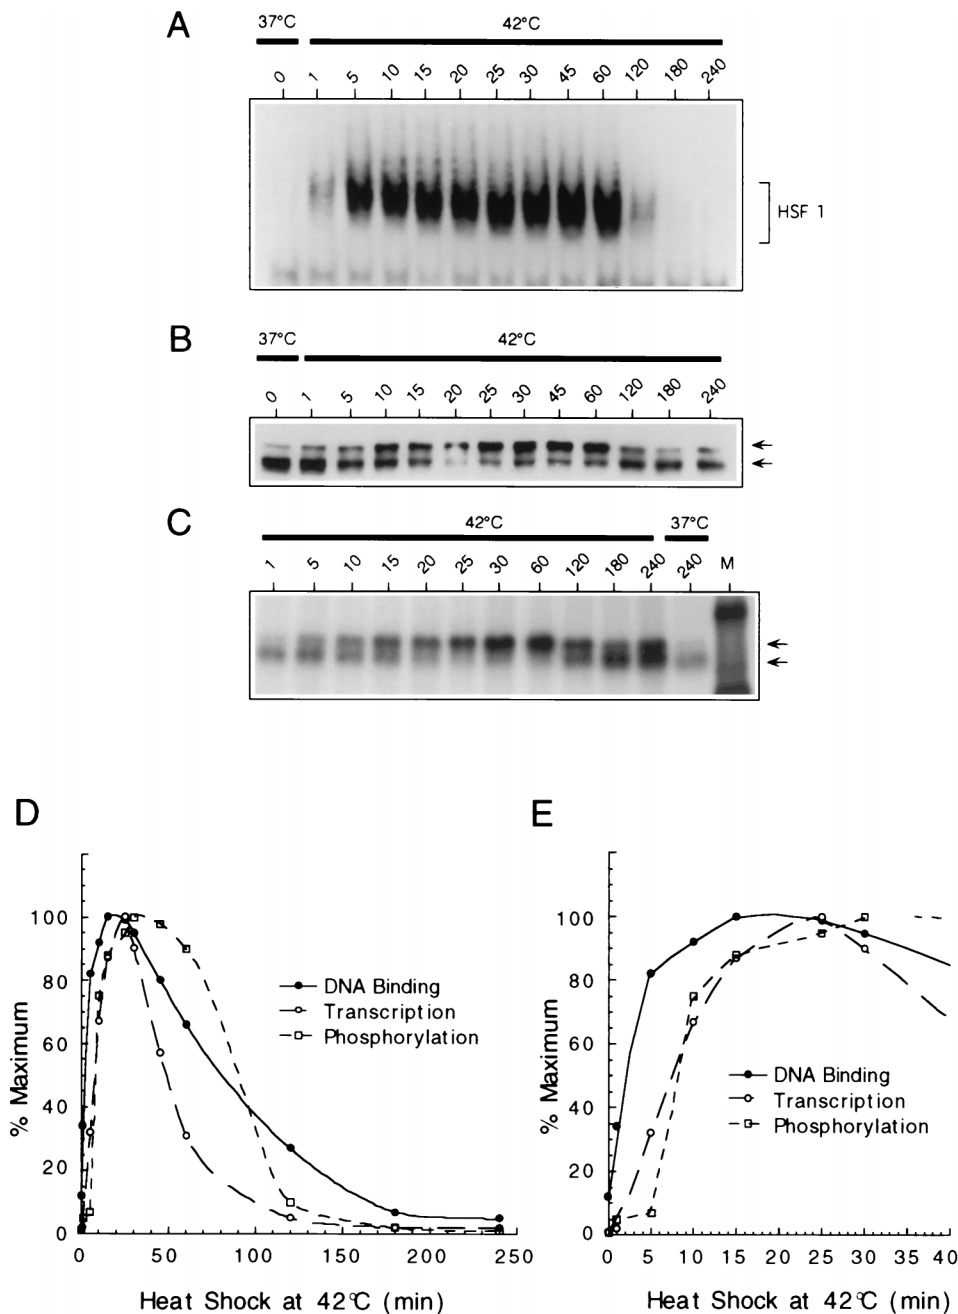 A
37°C 42°C
0 1 5 10 15 20 25 30 45 60 120 180 240
HSF 1
B
37°C 42°C
0 1 5 10 15 20 25 30 45 60 120 180 240
C
42°C 37°C
1 5 10 15 20 25 30 60 120 180 240 240 M
D
% Maximum
100
80
60
40
20
0
0 50 100 150 200 250
DNA Binding
Transcription
Phosphorylation
Heat Shock at 42°C (min)
E
% Maximum
100
80
60
40
20
0
0 5 10 15 20 25 30 35 40
DNA Binding
Transcription
Phosphorylation
Heat Shock at 42°C (min)